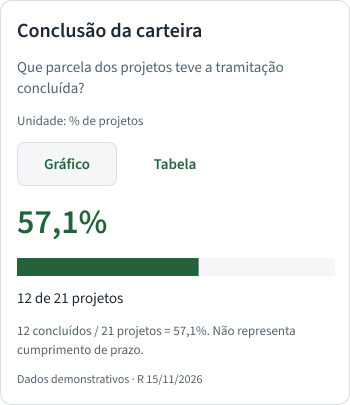 Conclusão da carteira
Que parcela dos projetos teve a tramitação
concluída?
Unidade: % de projetos
Gráfico
Tabela
57,1%
12 de 21 projetos
12 concluídos / 21 projetos = 57,1%. Não representa
cumprimento de prazo.
Dados demonstrativos · R 15/11/2026